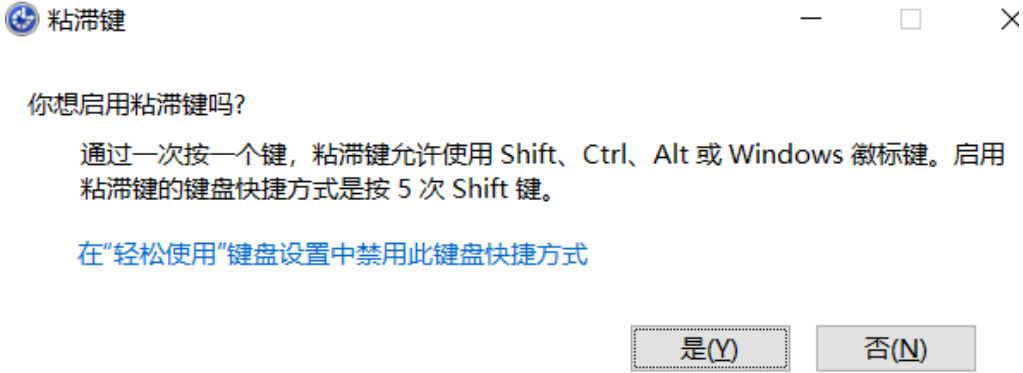 粘滞键
你想启用粘滞键吗?
通过一次按一个键，粘滞键允许使用 Shift、Ctrl、Alt 或 Windows 徽标键。启用
粘滞键的键盘快捷方式是按 5 次 Shift 键。
在"轻松使用"键盘设置中禁用此键盘快捷方式
是(Y) 否(N)